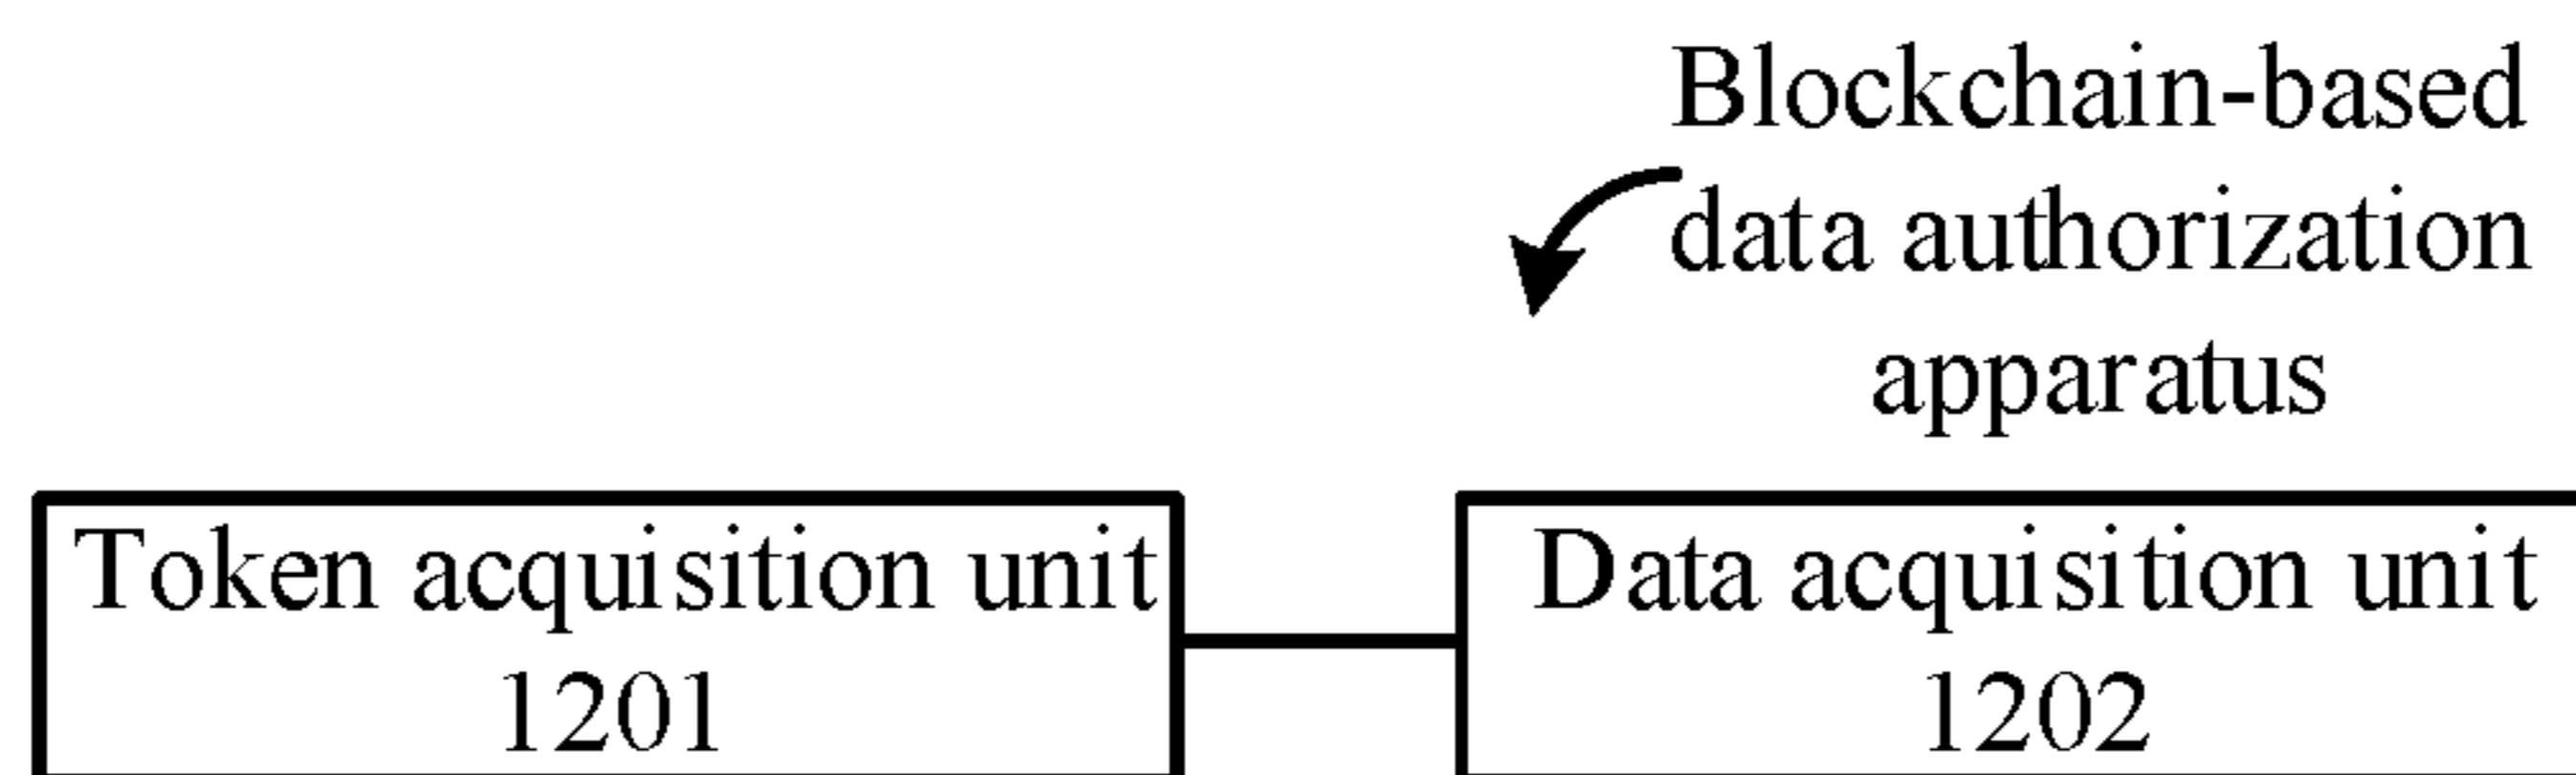 Blockchain-based
data authorization
apparatus
Token acquisition unit
1201
Data acquisition unit
1202